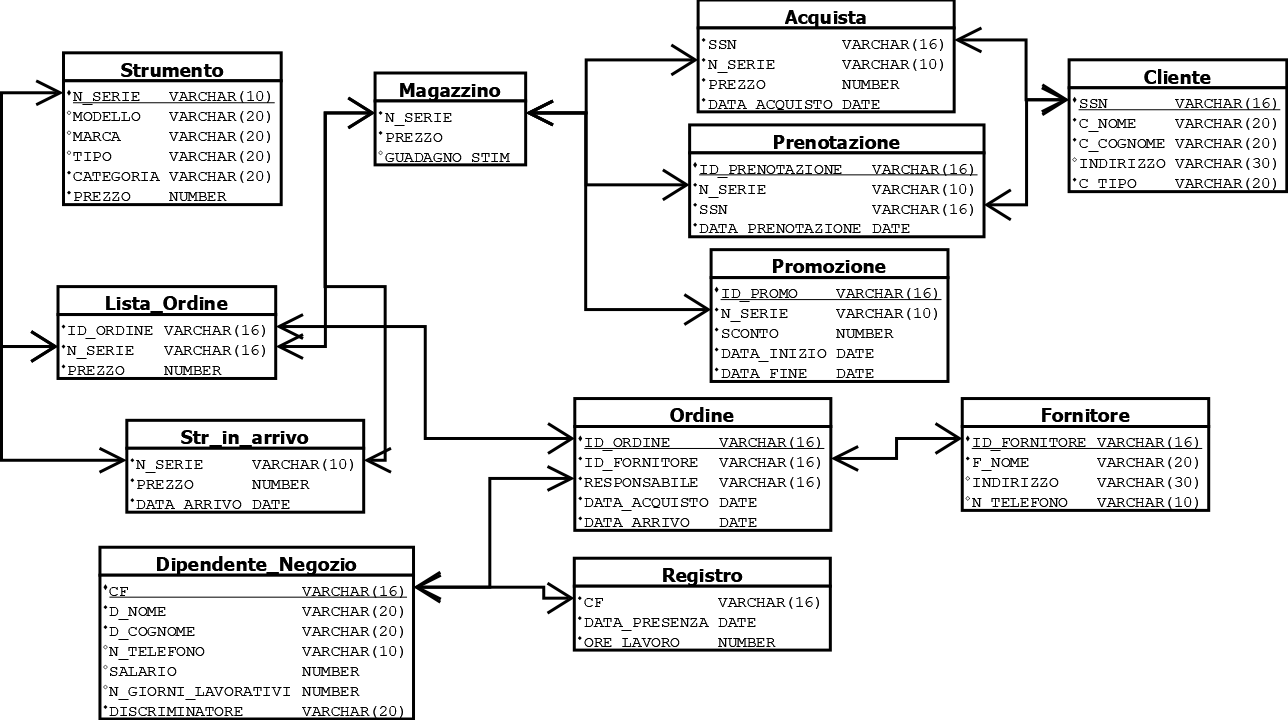 Strumento
N_SERIE VARCHAR(10)
MODELLO VARCHAR(20)
MARCA VARCHAR(20)
TIPO VARCHAR(20)
CATEGORIA VARCHAR(20)
PREZZO NUMBER
Magazzino
N_SERIE
PREZZO
GUADAGNO_STIM
Acquista
SSN VARCHAR(16)
N_SERIE VARCHAR(10)
PREZZO NUMBER
DATA_ACQUISTO DATE
Cliente
SSN VARCHAR(16)
C_NOME VARCHAR(20)
C_COGNOME VARCHAR(20)
INDIRIZZO VARCHAR(30)
C_TIPO VARCHAR(20)
Prenotazione
ID_PRENOTAZIONE VARCHAR(16)
N_SERIE VARCHAR(10)
SSN VARCHAR(16)
DATA_PRENOTAZIONE DATE
Promozione
ID_PROMO VARCHAR(16)
N_SERIE VARCHAR(10)
SCONTO NUMBER
DATA_INIZIO DATE
DATA_FINE DATE
Lista_Ordine
ID_ORDINE VARCHAR(16)
N_SERIE VARCHAR(16)
PREZZO NUMBER
Str_in_arrivo
N_SERIE VARCHAR(10)
PREZZO NUMBER
DATA_ARRIVO DATE
Ordine
ID_ORDINE VARCHAR(16)
ID_FORNITORE VARCHAR(16)
RESPONSABILE VARCHAR(16)
DATA_ACQUISTO DATE
DATA_ARRIVO DATE
Fornitore
ID_FORNITORE VARCHAR(16)
F_NOME VARCHAR(20)
INDIRIZZO VARCHAR(30)
N_TELEFONO VARCHAR(10)
Dipendente_Negozio
CF VARCHAR(16)
D_NOME VARCHAR(20)
D_COGNOME VARCHAR(20)
N_TELEFONO VARCHAR(10)
SALARIO NUMBER
N_GIORNI_LAVORATIVI NUMBER
DISCRIMINATORE VARCHAR(20)
Registro
CF VARCHAR(16)
DATA_PRESENZA DATE
ORE_LAVORO NUMBER